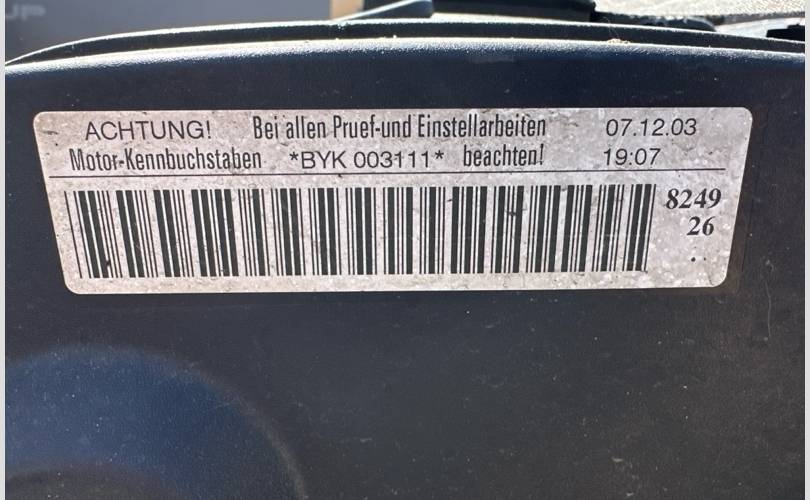 ACHTUNG! Bei allen Pruef-und Einstellarbeiten 07.12.03
Motor-Kennbuchstaben *BYK 003111* beachten! 19:07
8249
26
..